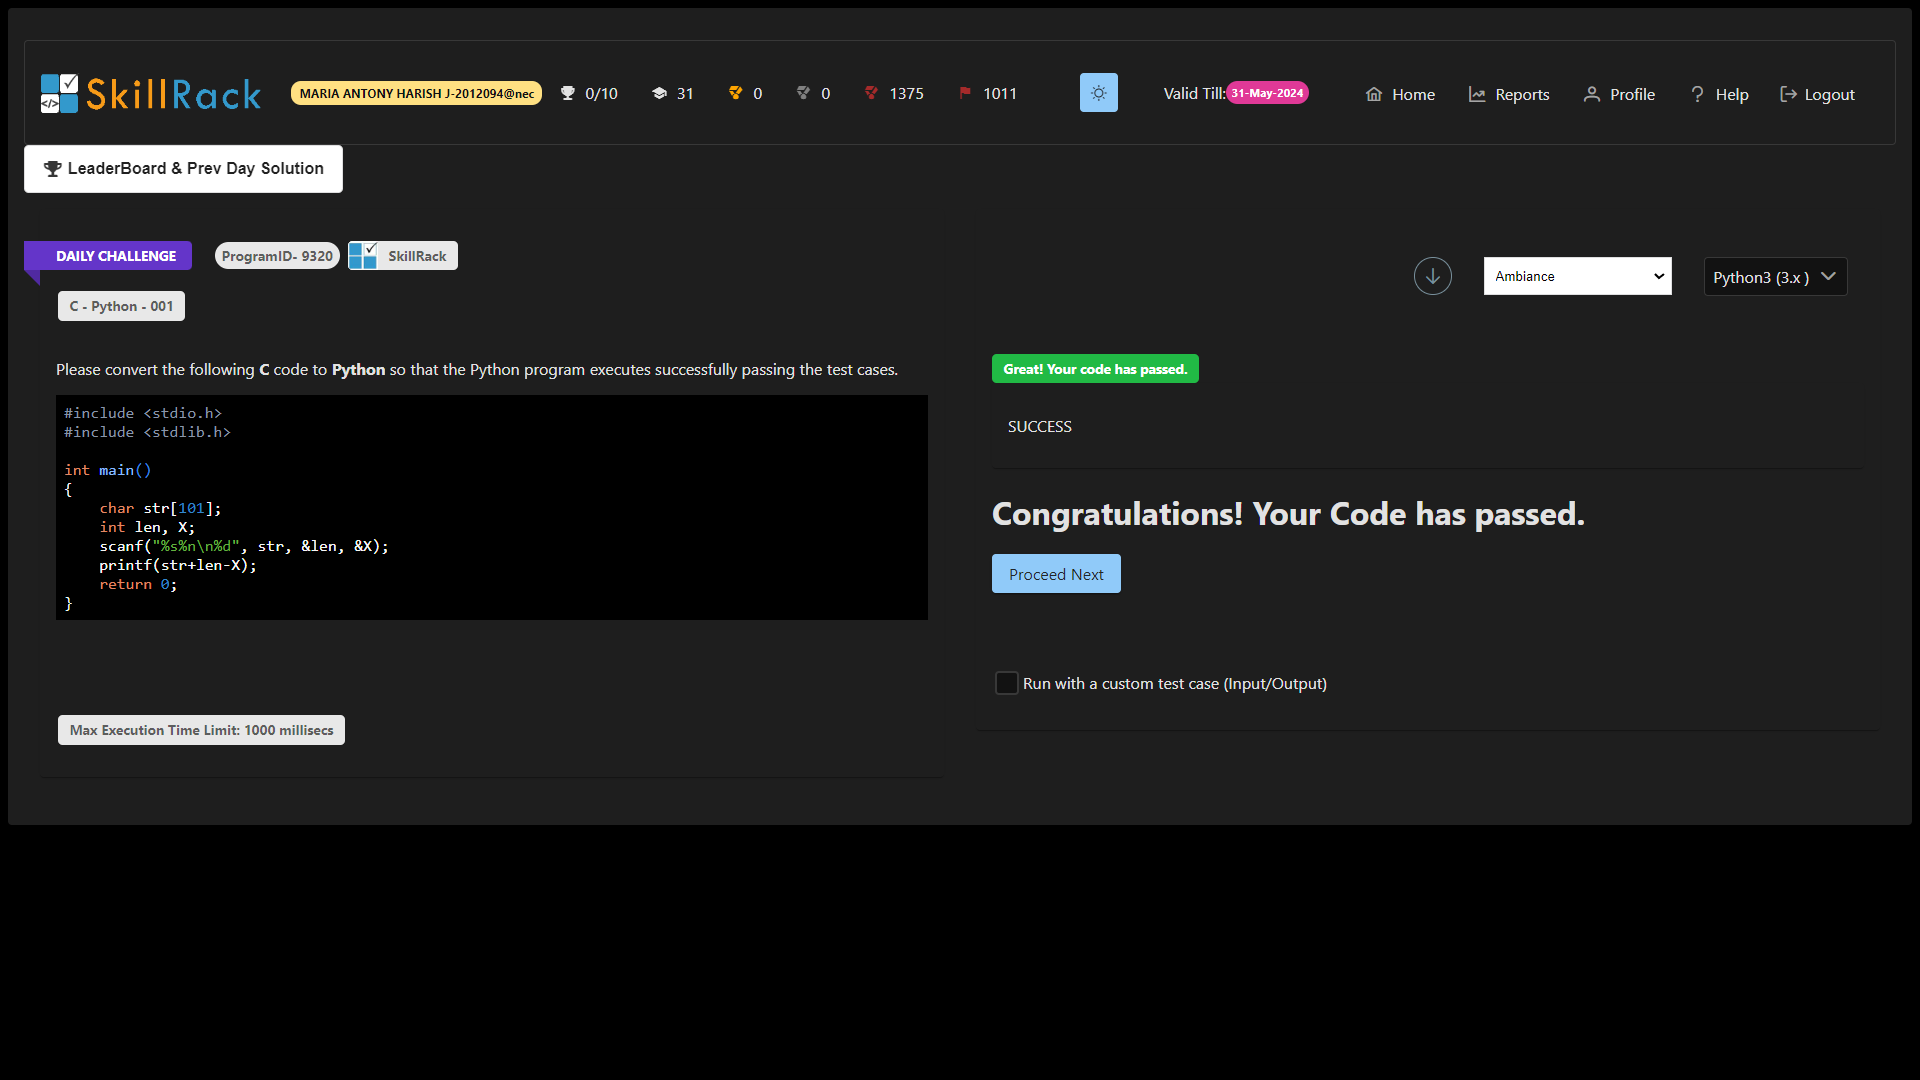 SkillRack
MARIA ANTONY HARISH J-2012094@nec
0/10
31
0
0
1375
1011
Valid Till: 31-May-2024
Home
Reports
Profile
Help
Logout
LeaderBoard & Prev Day Solution
DAILY CHALLENGE
ProgramID- 9320
SkillRack
Ambiance
Python3 (3.x )
C - Python - 001
Please convert the following C code to Python so that the Python program executes successfully passing the test cases.
#include <stdio.h>
#include <stdlib.h>
int main()
{
char str[101];
int len, X;
scanf("%s%n\n%d", str, &len, &X);
printf(str+len-X);
return 0;
}
Max Execution Time Limit: 1000 millisecs
Great! Your code has passed.
SUCCESS
Congratulations! Your Code has passed.
Proceed Next
Run with a custom test case (Input/Output)